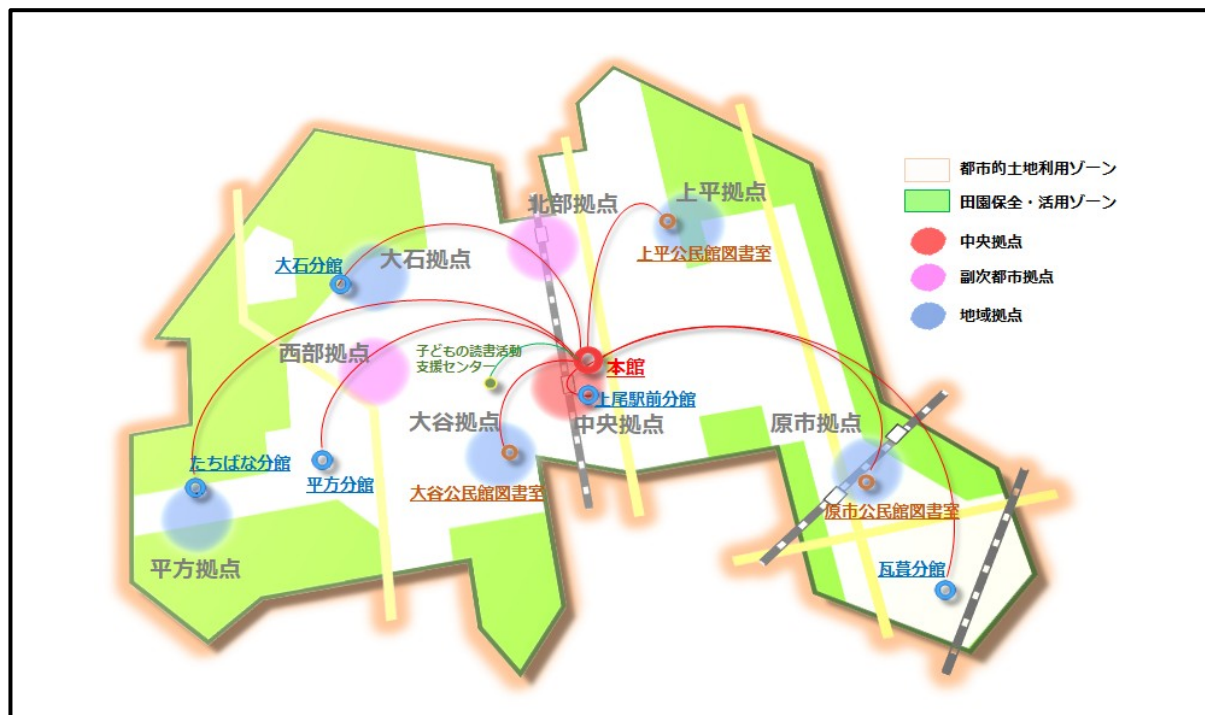 都市的土地利用ゾーン
田園保全・活用ゾーン
中央拠点
副次都市拠点
地域拠点
上平拠点
北部拠点
上平公民館図書室
大石拠点
大石分館
西部拠点
子どもの読書活動
支援センター
本館
上尾駅前分館
大谷拠点
中央拠点
原市拠点
たちばな分館
平方分館
大谷公民館図書室
原市公民館図書室
平方拠点
瓦葺分館